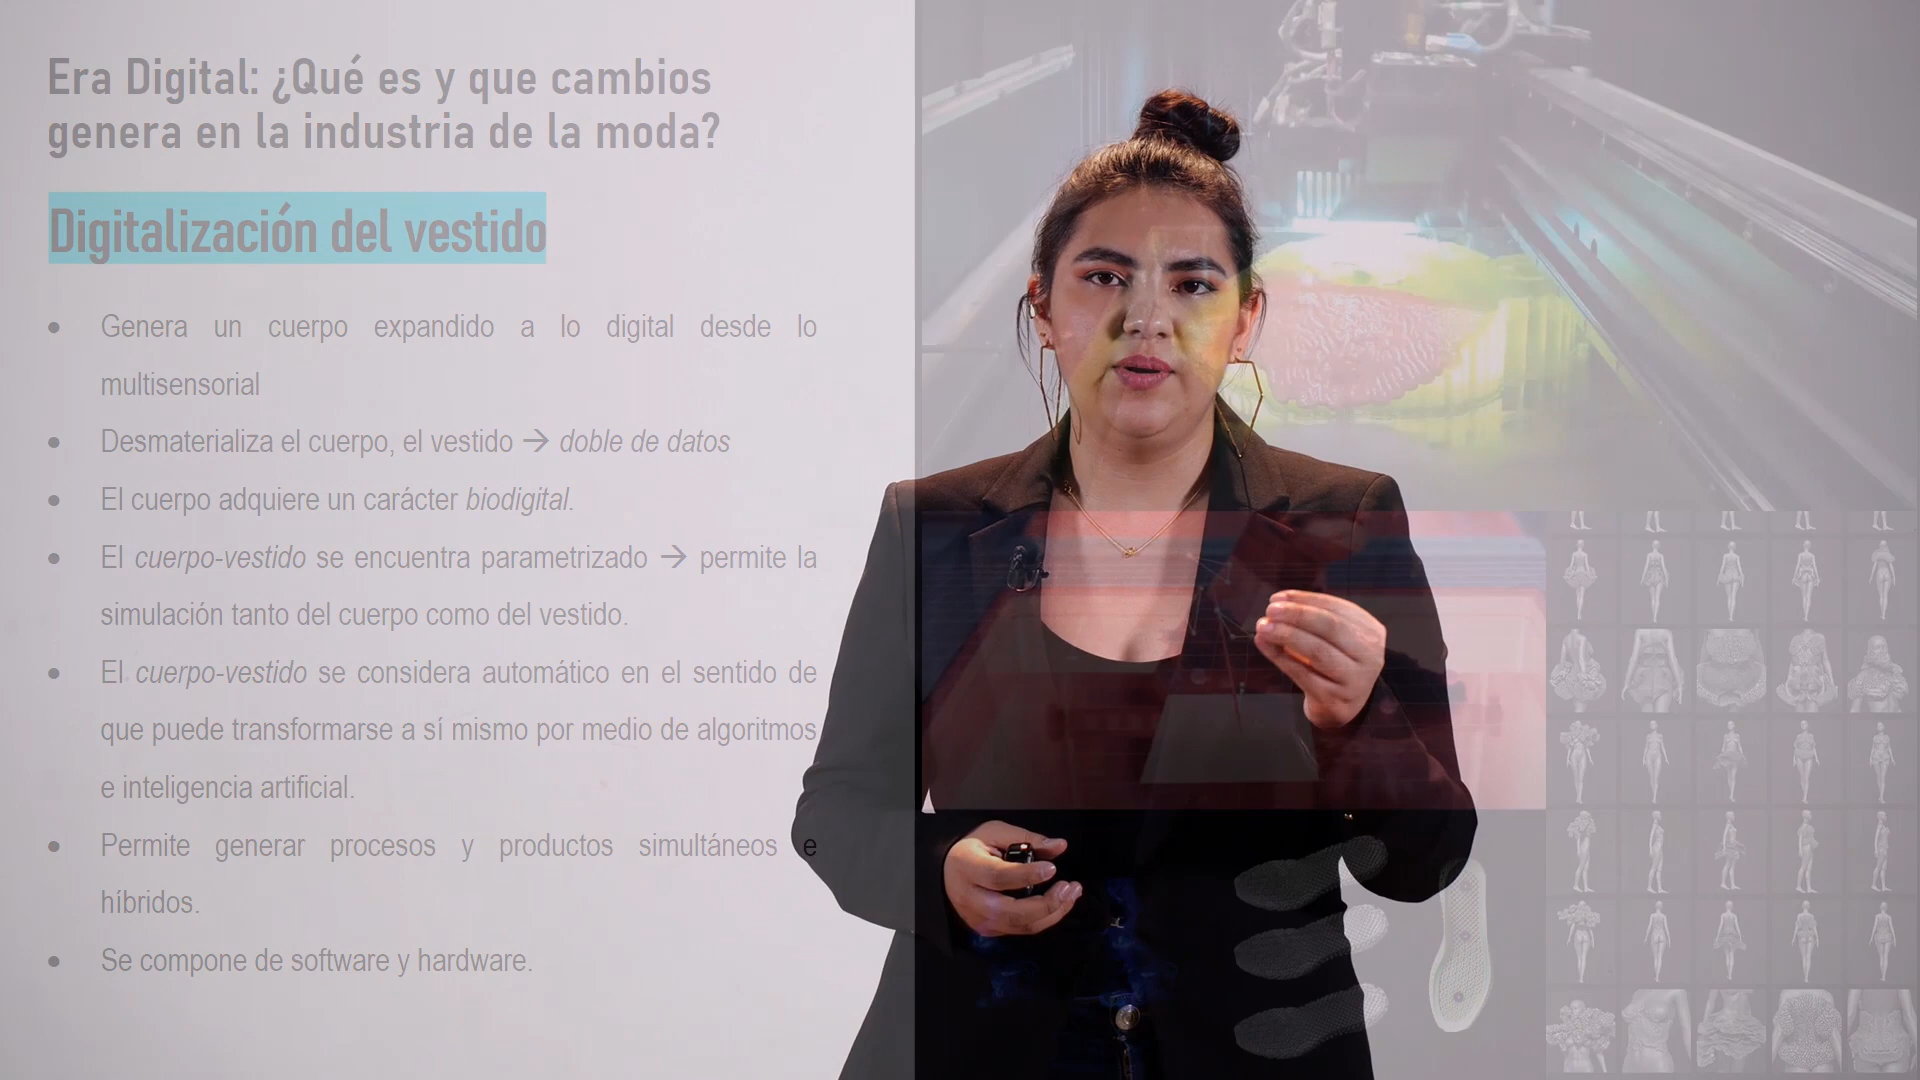 Era Digital: ¿Qué es y que cambios
genera en la industria de la moda?
Digitalización del vestido
• Genera un cuerpo expandido a lo digital desde lo
multisensorial
• Desmaterializa el cuerpo, el vestido → doble de datos
• El cuerpo adquiere un carácter biodigital.
• El cuerpo-vestido se encuentra parametrizado → permite la
simulación tanto del cuerpo como del vestido.
• El cuerpo-vestido se considera automático en el sentido de
que puede transformarse a sí mismo por medio de algoritmos
e inteligencia artificial.
• Permite generar procesos y productos simultáneos e
híbridos.
• Se compone de software y hardware.